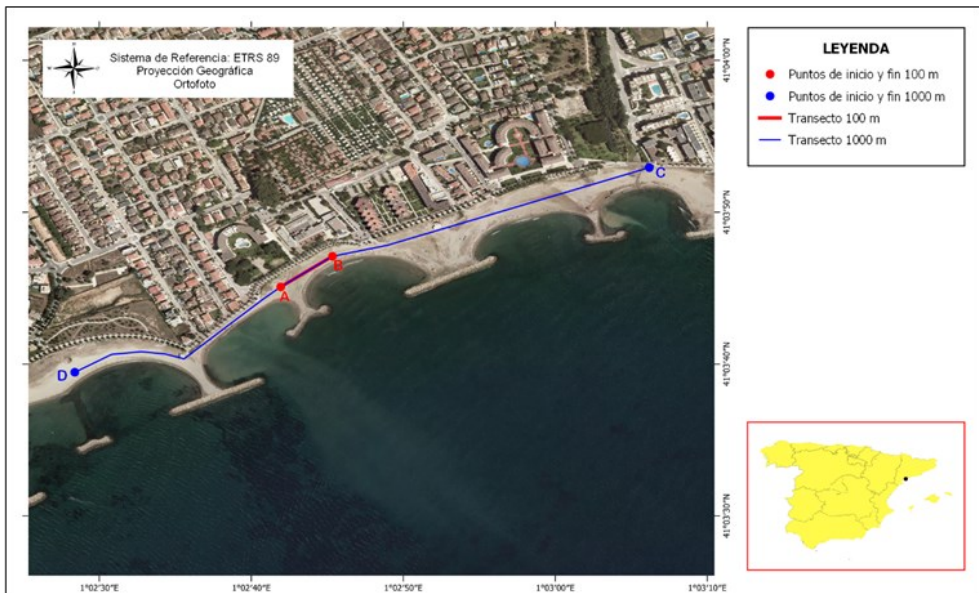 Sistema de Referencia: ETRS 89
Proyección Geográfica
Ortofoto
LEYENDA
Puntos de inicio y fin 100 m
Puntos de inicio y fin 1000 m
Transecto 100 m
Transecto 1000 m
C
B
A
D
41°04'00"N
41°03'50"N
41°03'40"N
41°03'30"N
1°02'30"E
1°02'40"E
1°02'50"E
1°03'00"E
1°03'10"E